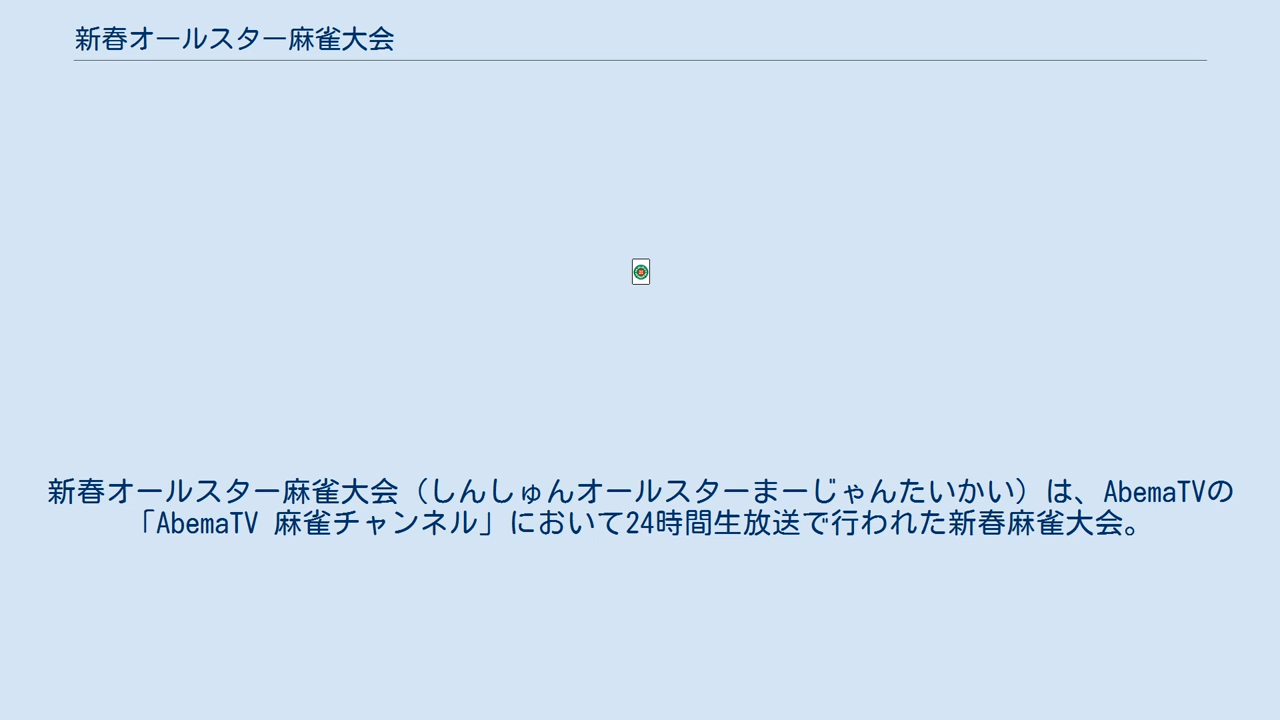 新春オールスター麻雀大会
新春オールスター麻雀大会（しんしゅんオールスターまーじゃんたいかい）は、AbemaTVの
「AbemaTV 麻雀チャンネル」において24時間生放送で行われた新春麻雀大会。